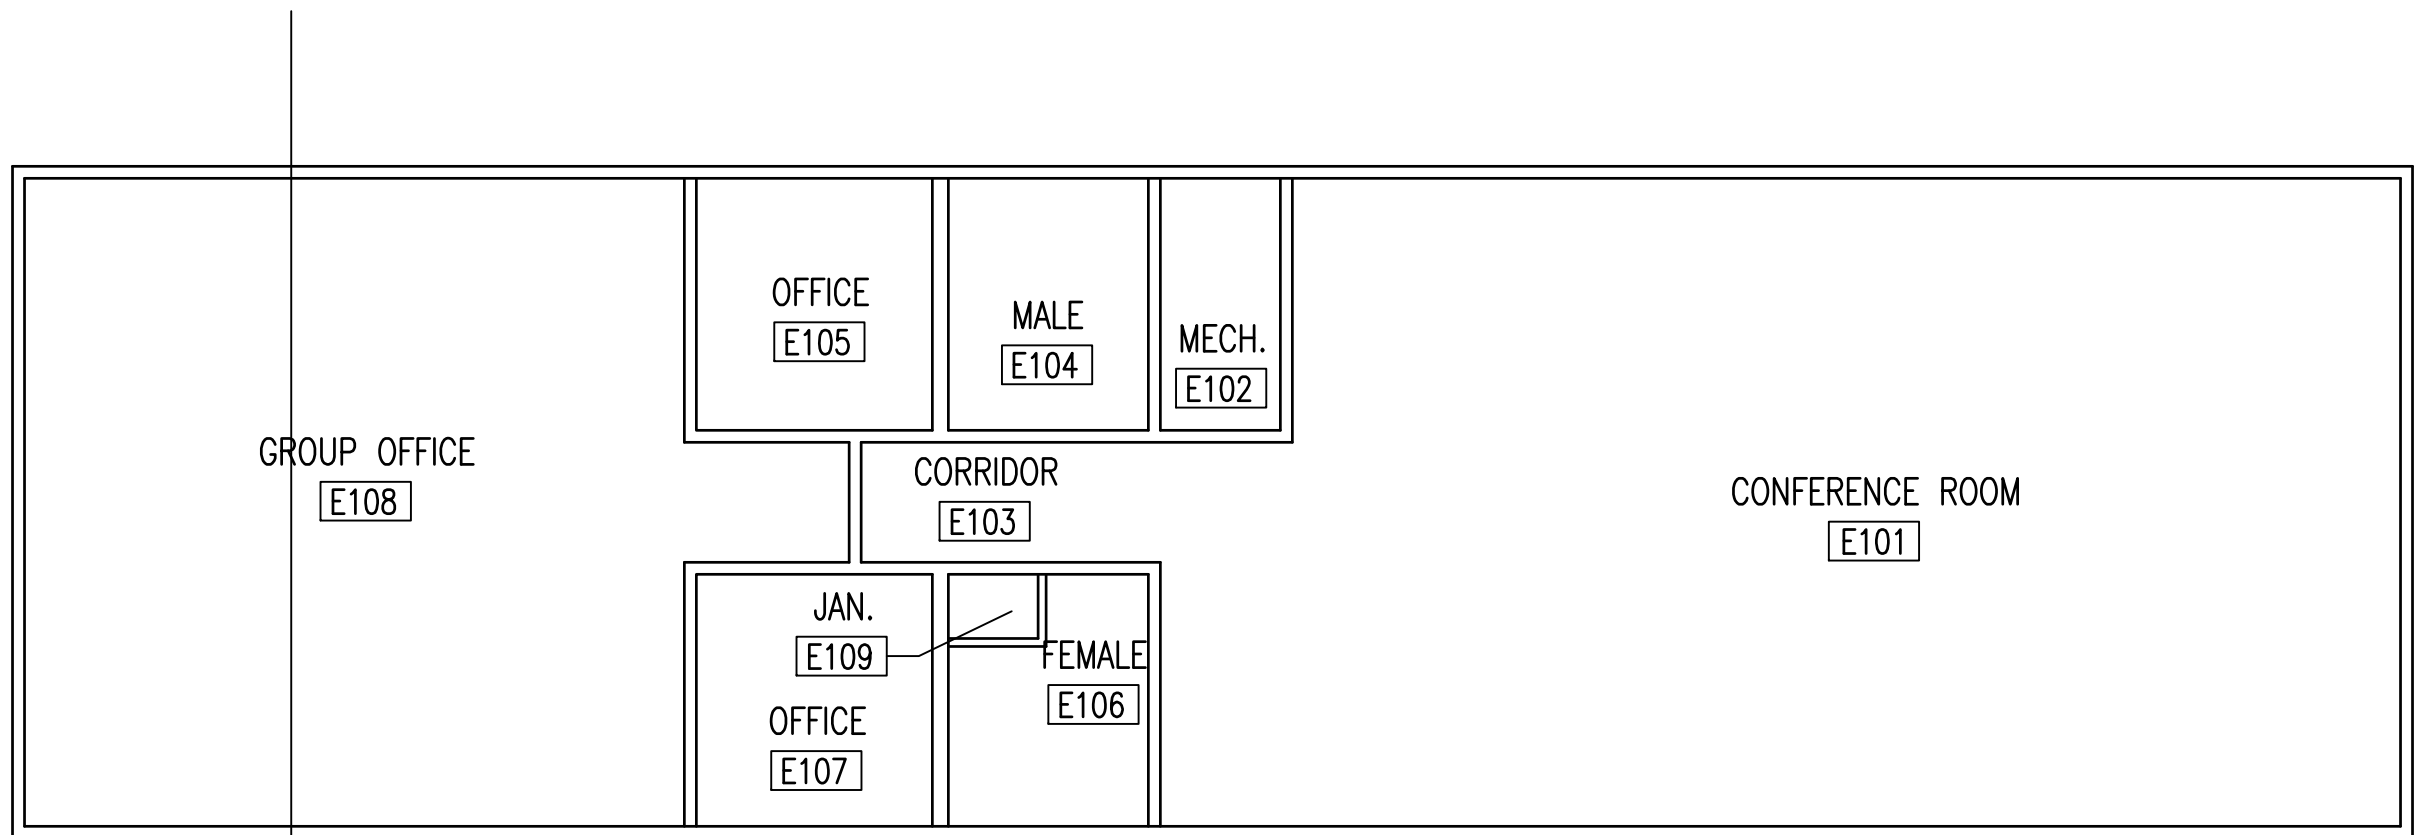 OFFICE
E105
MALE
E104
MECH.
E102
GROUP OFFICE
E108
CORRIDOR
E103
CONFERENCE ROOM
E101
JAN.
E109
FEMALE
E106
OFFICE
E107